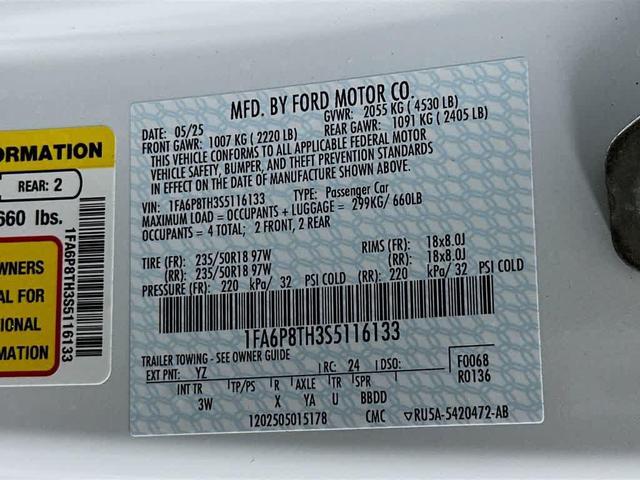 MFD. BY FORD MOTOR CO.
DATE: 05/25
GVWR: 2055 KG ( 4530 LB)
FRONT GAWR: 1007 KG ( 2220 LB)
REAR GAWR: 1091 KG ( 2405 LB)
THIS VEHICLE CONFORMS TO ALL APPLICABLE FEDERAL MOTOR
VEHICLE SAFETY, BUMPER, AND THEFT PREVENTION STANDARDS
IN EFFECT ON THE DATE OF MANUFACTURE SHOWN ABOVE.
VIN: 1FA6P8TH3S5116133 TYPE: Passenger Car
MAXIMUM LOAD = OCCUPANTS + LUGGAGE = 299KG/ 660LB
OCCUPANTS = 4 TOTAL; 2 FRONT, 2 REAR
TIRE (FR): 235/50R18 97W RIMS (FR): 18x8.0J
(RR): 235/50R18 97W (RR): 18x8.0J
PRESSURE (FR): 220 kPa/ 32 PSI COLD (RR): 220 kPa/ 32 PSI COLD
1FA6P8TH3S5116133
TRAILER TOWING - SEE OWNER GUIDE
EXT PNT: YZ RC: 24 DSO: F0068
R0136
INT TR TP/PS R AXLE TR SPR
3W X YA U BBDD
120250501517​8 CMC ▽RU5A-5420472-AB
ORMATION
REAR: 2
660 lbs.
WNERS
AL FOR
TIONAL
MATION
1FA6P8TH3S5116133